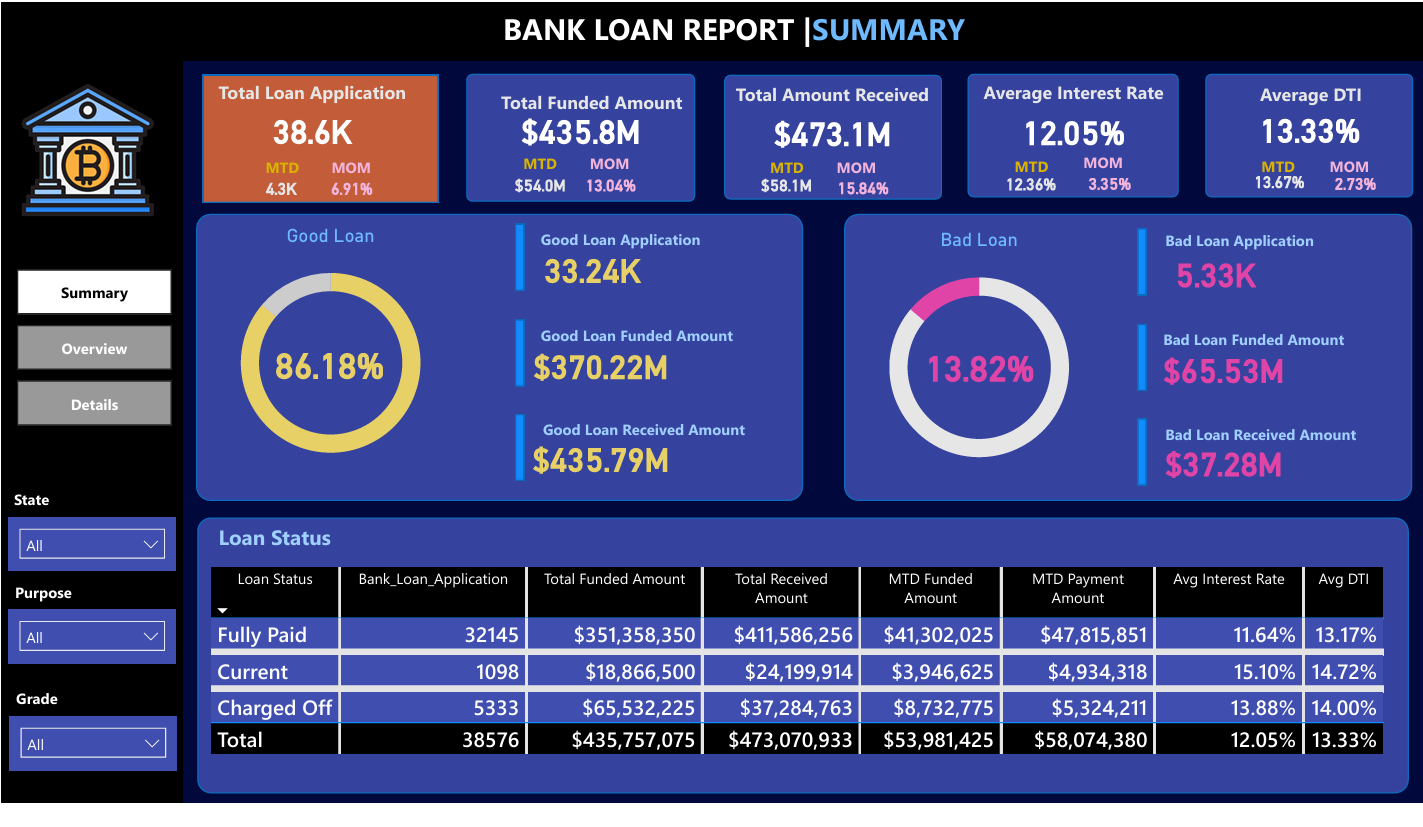 BANK LOAN REPORT |SUMMARY
Total Loan Application
38.6K
MTD MOM
4.3K 6.91%
Total Funded Amount
$435.8M
MTD MOM
$54.0M 13.04%
Total Amount Received
$473.1M
MTD MOM
$58.1M 15.84%
Average Interest Rate
12.05%
MTD MOM
12.36% 3.35%
Average DTI
13.33%
MTD MOM
13.67% 2.73%
Summary
Overview
Details
State
All
Purpose
All
Grade
All
Good Loan
86.18%
Good Loan Application
33.24K
Good Loan Funded Amount
$370.22M
Good Loan Received Amount
$435.79M
Bad Loan
13.82%
Bad Loan Application
5.33K
Bad Loan Funded Amount
$65.53M
Bad Loan Received Amount
$37.28M
Loan Status
Loan Status Bank_Loan_Application Total Funded Amount Total Received Amount MTD Funded Amount MTD Payment Amount Avg Interest Rate Avg DTI
Fully Paid 32145 $351,358,350 $411,586,256 $41,302,025 $47,815,851 11.64% 13.17%
Current 1098 $18,866,500 $24,199,914 $3,946,625 $4,934,318 15.10% 14.72%
Charged Off 5333 $65,532,225 $37,284,763 $8,732,775 $5,324,211 13.88% 14.00%
Total 38576 $435,757,075 $473,070,933 $53,981,425 $58,074,380 12.05% 13.33%